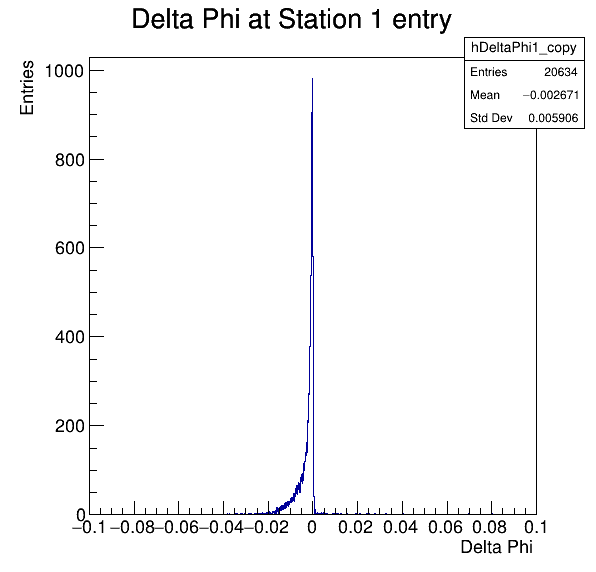 Delta Phi at Station 1 entry
hDeltaPhi1_copy
Entries 20634
Mean −0.002671
Std Dev 0.005906
Entries
1000
800
600
400
200
0
−0.1 −0.08 −0.06 −0.04 −0.02 0 0.02 0.04 0.06 0.08 0.1
Delta Phi